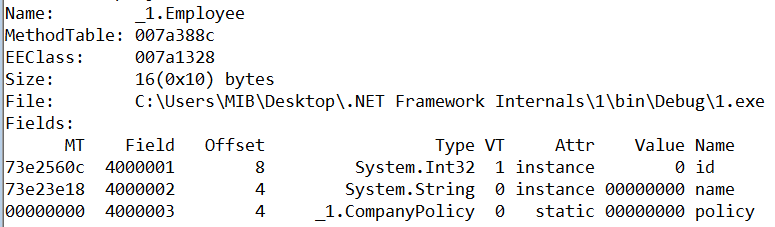 Name:        _1.Employee
MethodTable: 007a388c
EEClass:     007a1328
Size:        16(0x10) bytes
File:        C:\Users\MIB\Desktop\.NET Framework Internals\1\bin\Debug\1.exe
Fields:
      MT    Field   Offset                 Type VT     Attr    Value Name
73e2560c  4000001        8         System.Int32  1 instance        0 id
73e23e18  4000002        4        System.String  0 instance 00000000 name
00000000  4000003        4     _1.CompanyPolicy  0   static 00000000 policy